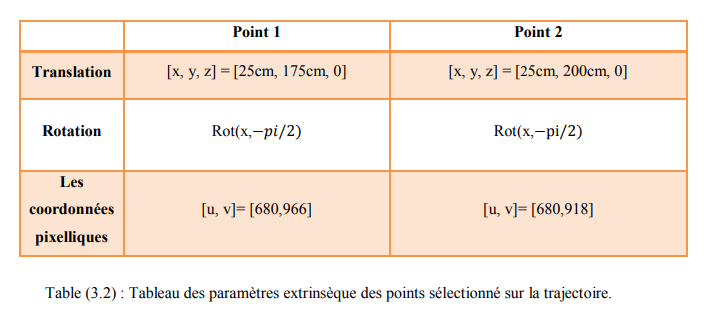 Point 1 Point 2
Translation [x, y, z] = [25cm, 175cm, 0] [x, y, z] = [25cm, 200cm, 0]
Rotation Rot(x,−pi/2) Rot(x,−pi/2)
Les
coordonnées
pixelliques
[u, v]= [680,966] [u, v]= [680,918]
Table (3.2) : Tableau des paramètres extrinsèque des points sélectionné sur la trajectoire.